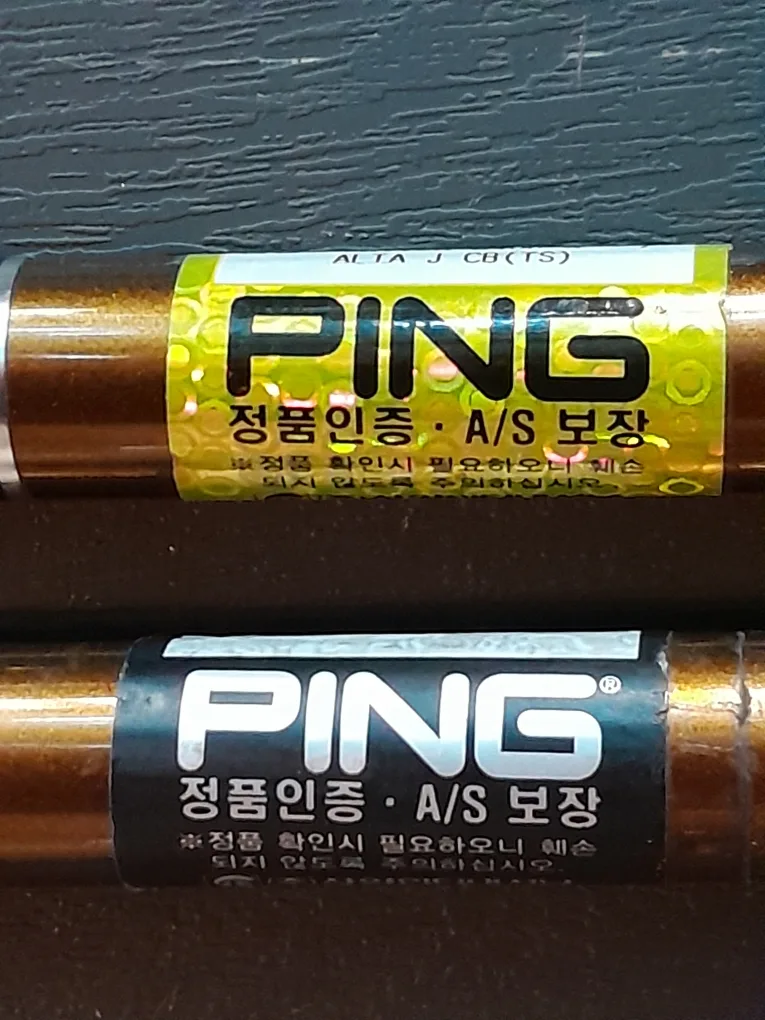 ALTA J CB(TS)
PING
정품인증 · A/S 보장
※정품 확인시 필요하오니 훼손
되지 않도록 주의하십시오.
PING®
정품인증 · A/S 보장
※정품 확인시 필요하오니 훼손
되지 않도록 주의하십시오.